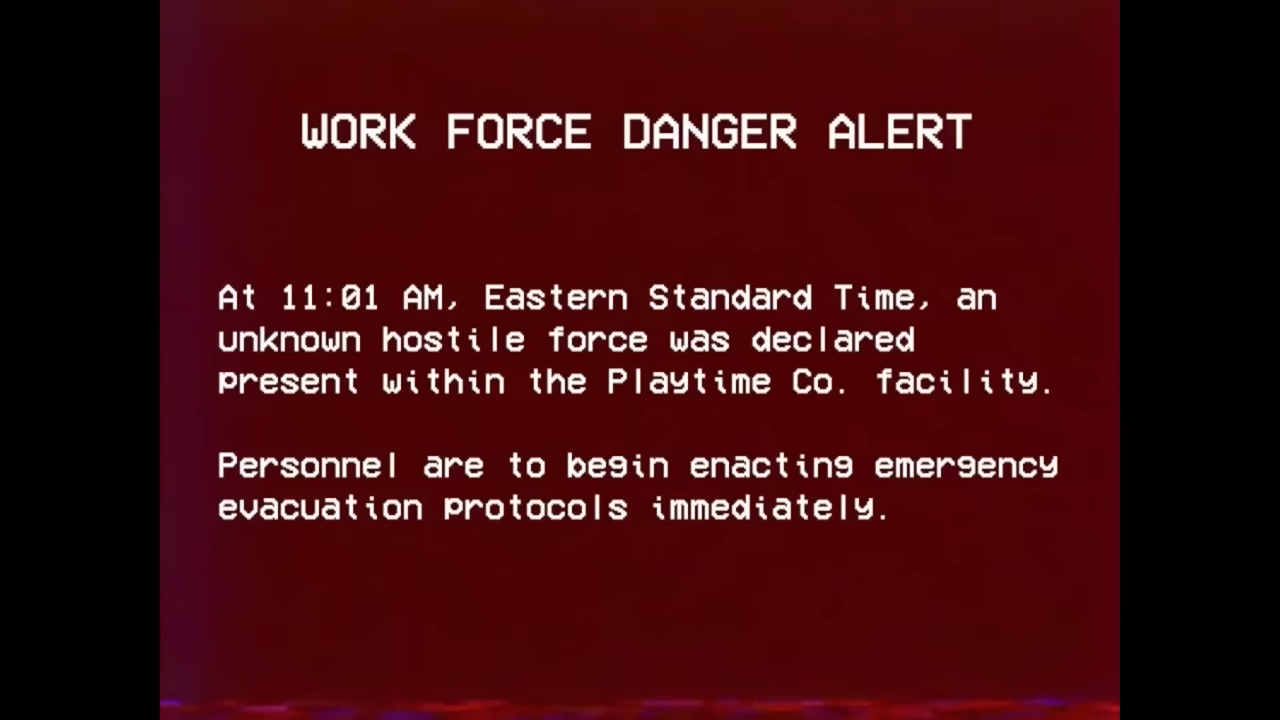 WORK FORCE DANGER ALERT
At 11:01 AM, Eastern Standard Time, an
unknown hostile force was declared
present within the Playtime Co. facility.
Personnel are to begin enacting emergency
evacuation protocols immediately.